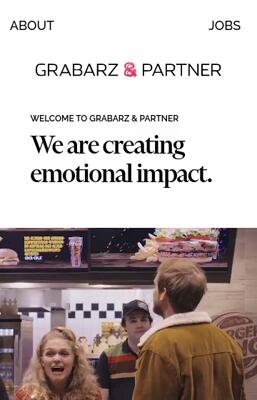 ABOUT
JOBS
GRABARZ & PARTNER
WELCOME TO GRABARZ & PARTNER
We are creating
emotional impact.